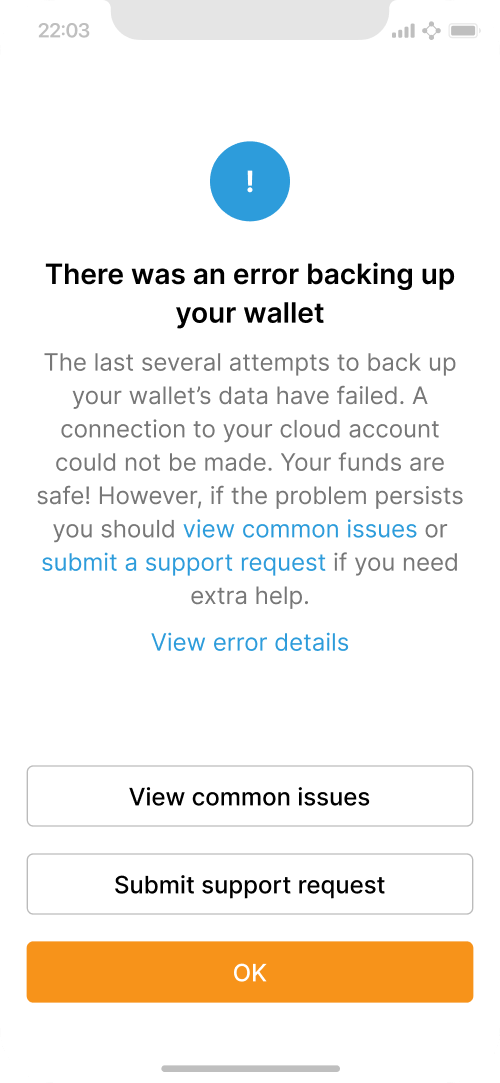 22:03
!
There was an error backing up
your wallet
The last several attempts to back up
your wallet’s data have failed. A
connection to your cloud account
could not be made. Your funds are
safe! However, if the problem persists
you should view common issues or
submit a support request if you need
extra help.
View error details
View common issues
Submit support request
OK